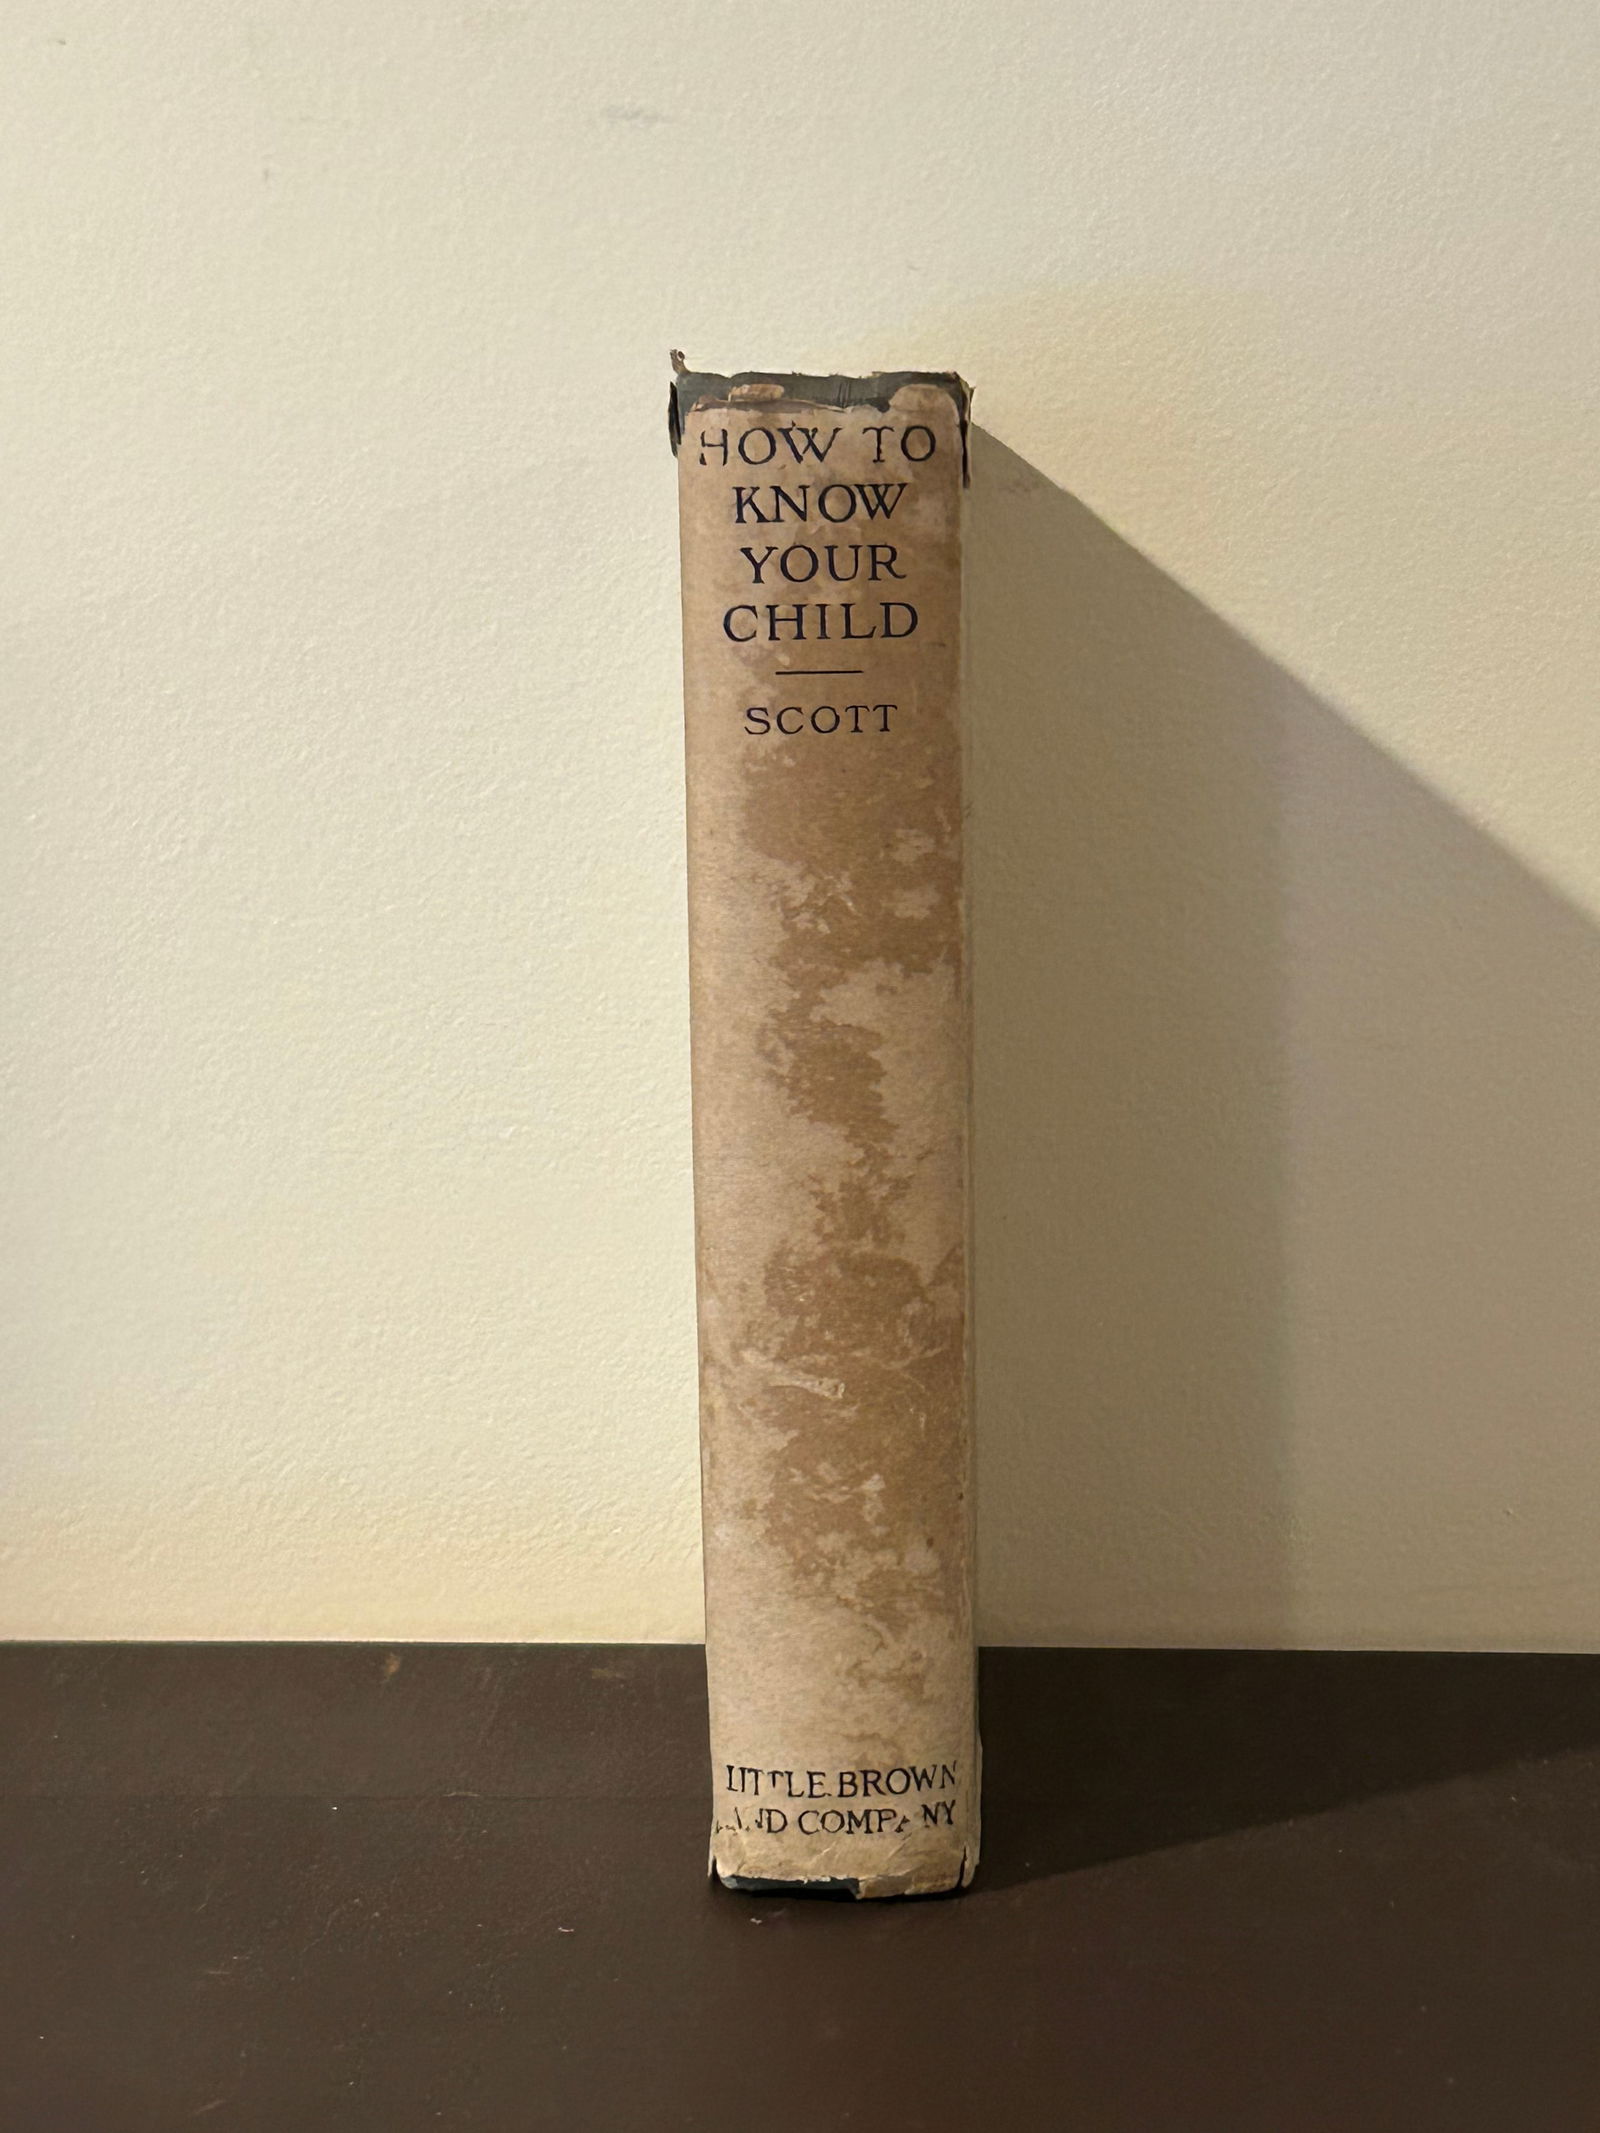 HOW TO
KNOW
YOUR
CHILD
SCOTT
LITTLE BROWN
AND COMPANY